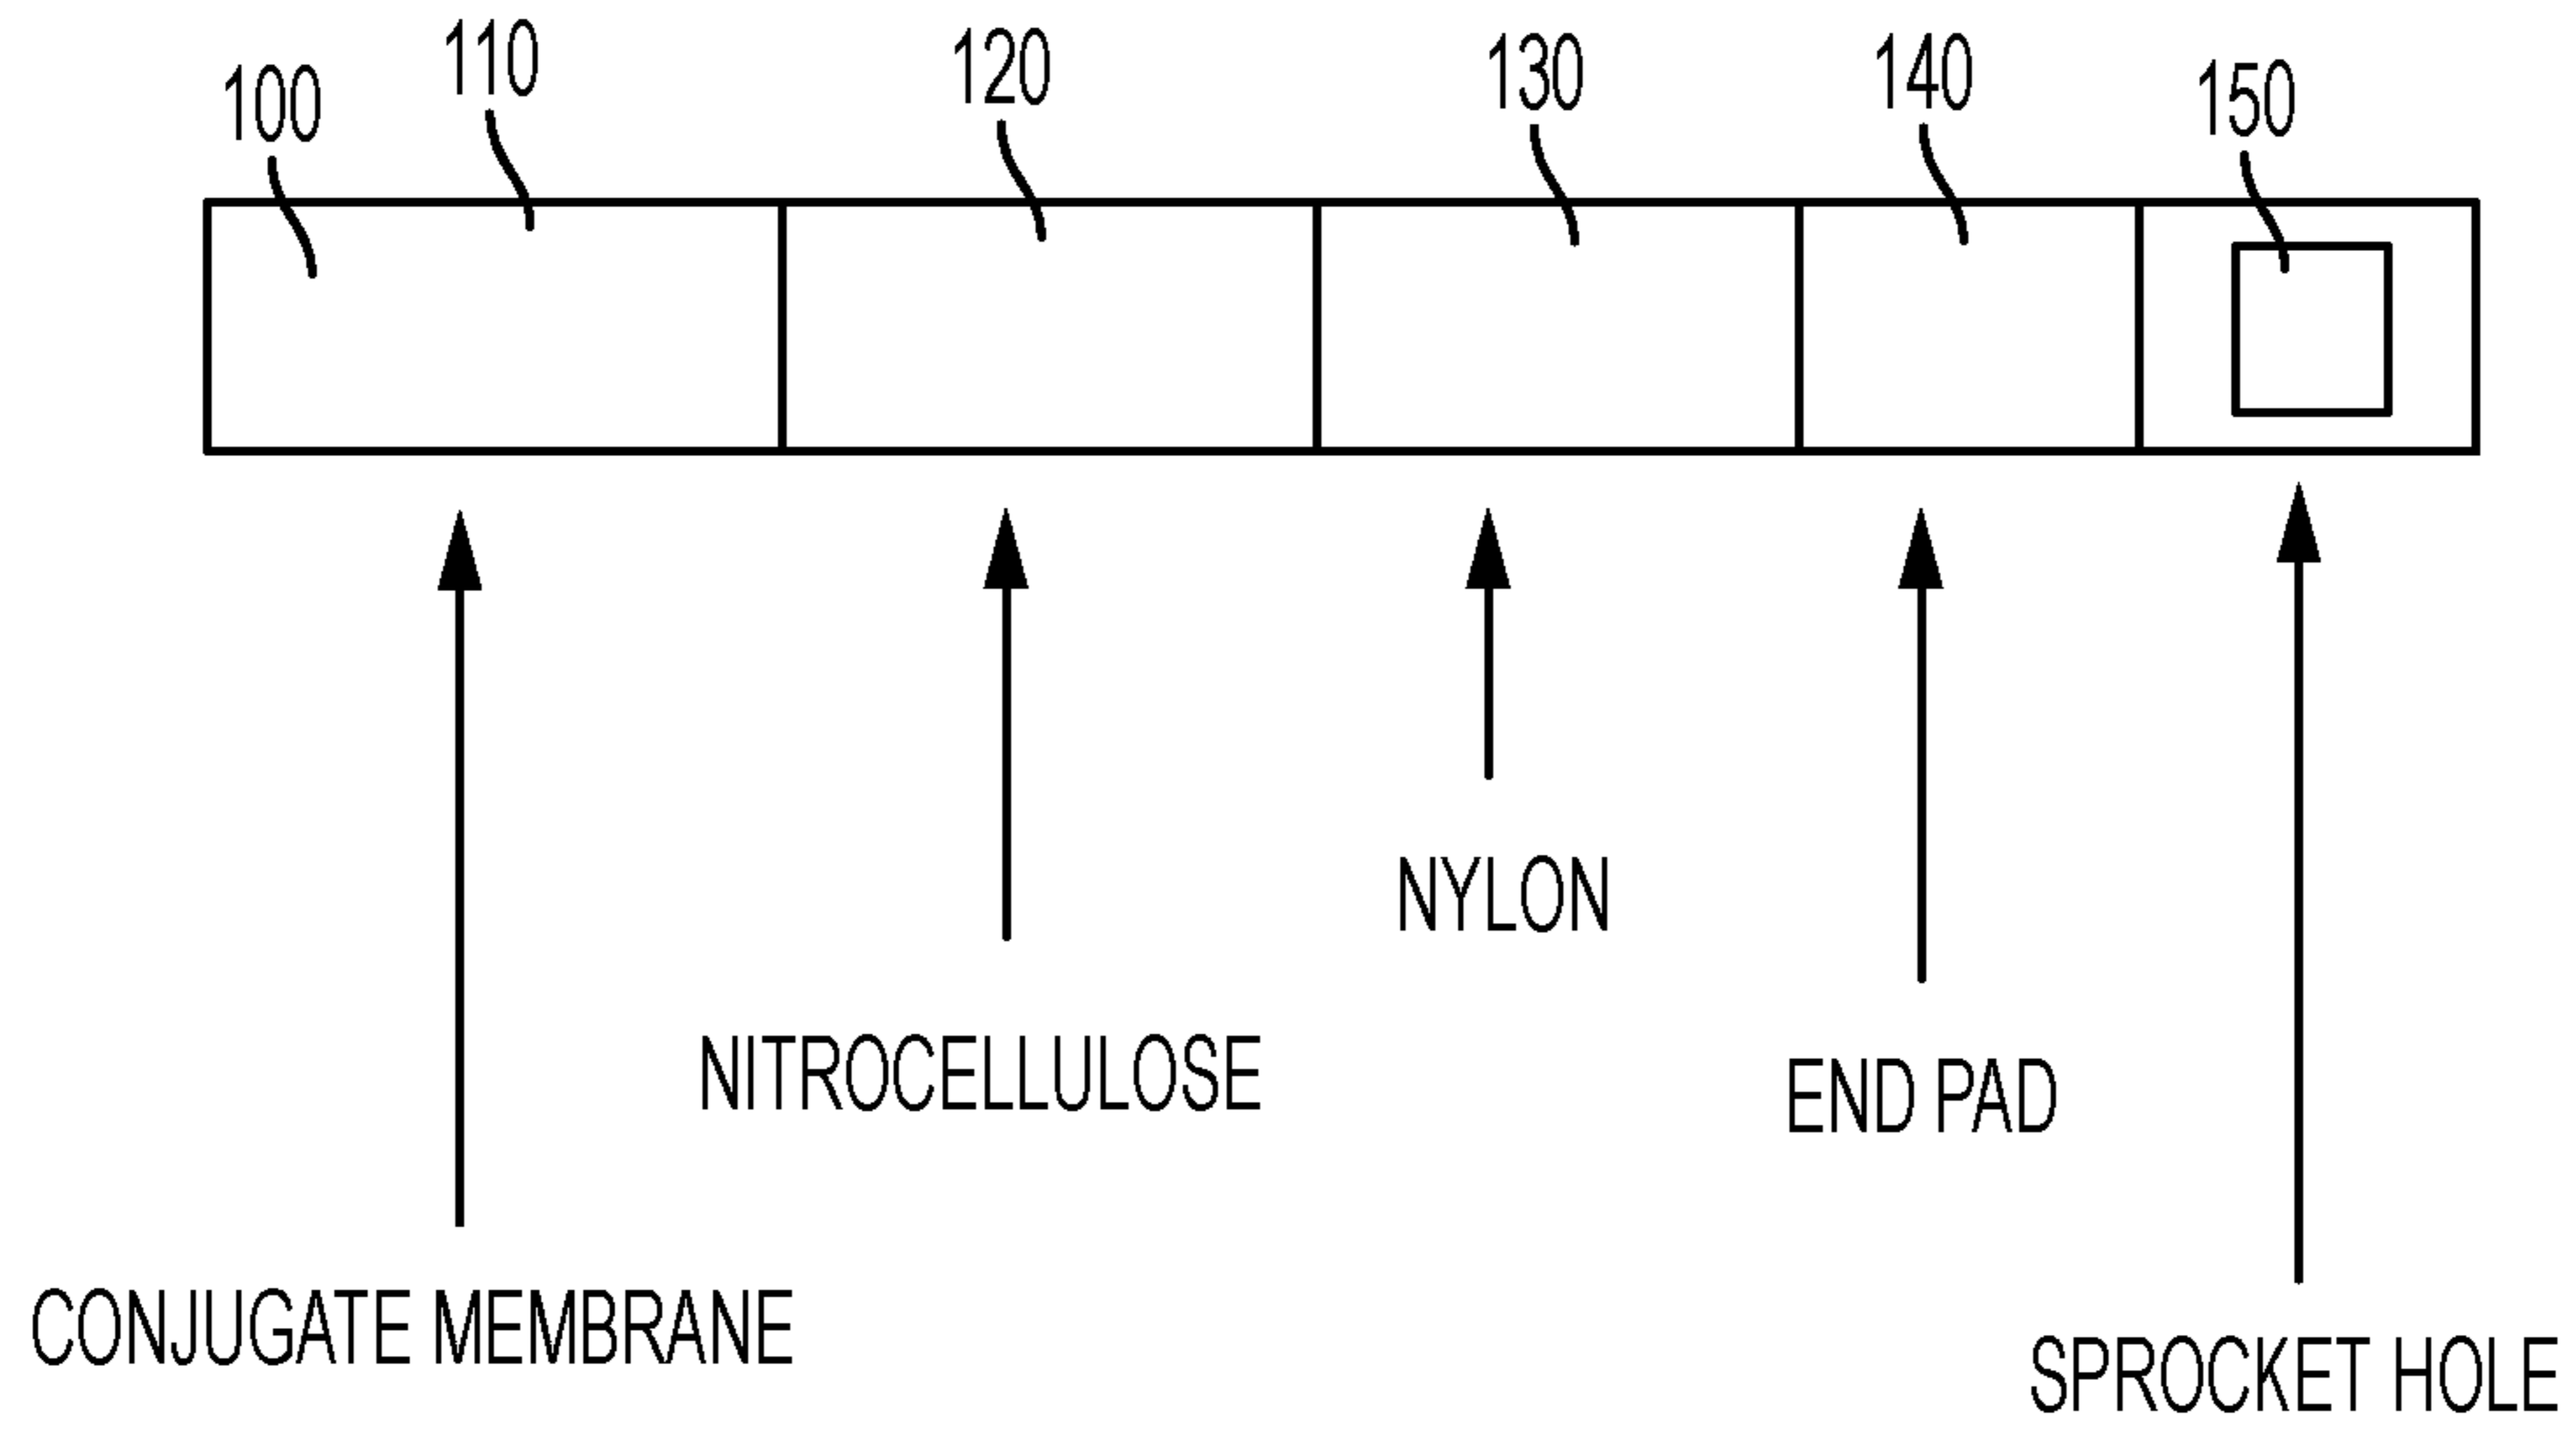 100
110
120
130
140
150
NYLON
NITROCELLULOSE
END PAD
CONJUGATE MEMBRANE
SPROCKET HOLE